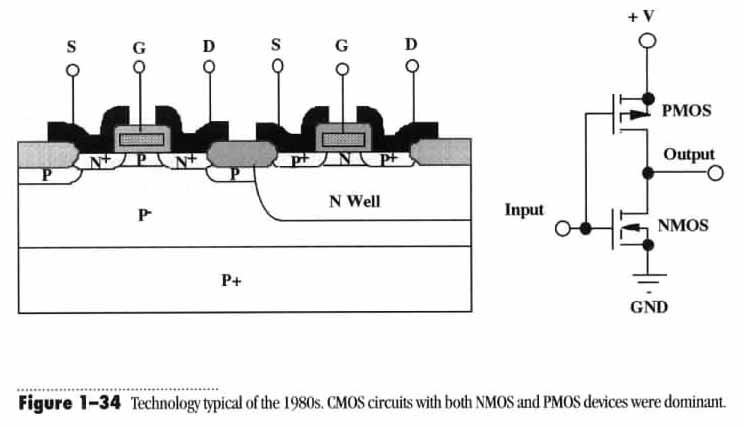 + V
S G D S G D
PMOS
Output
P N+ P N+ P P+ N P+
N Well
Input
P-
NMOS
P+
GND
Figure 1-34 Technology typical of the 1980s. CMOS circuits with both NMOS and PMOS devices were dominant.